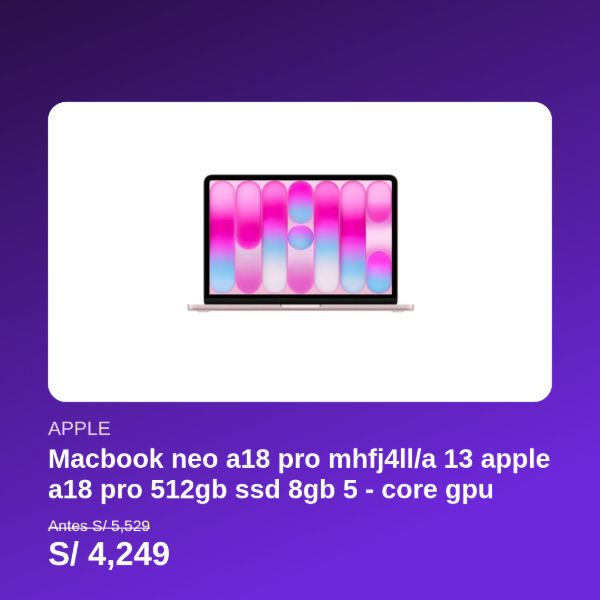 APPLE
Macbook neo a18 pro mhfj4ll/a 13 apple
a18 pro 512gb ssd 8gb 5 - core gpu
Antes S/ 5,529
S/ 4,249